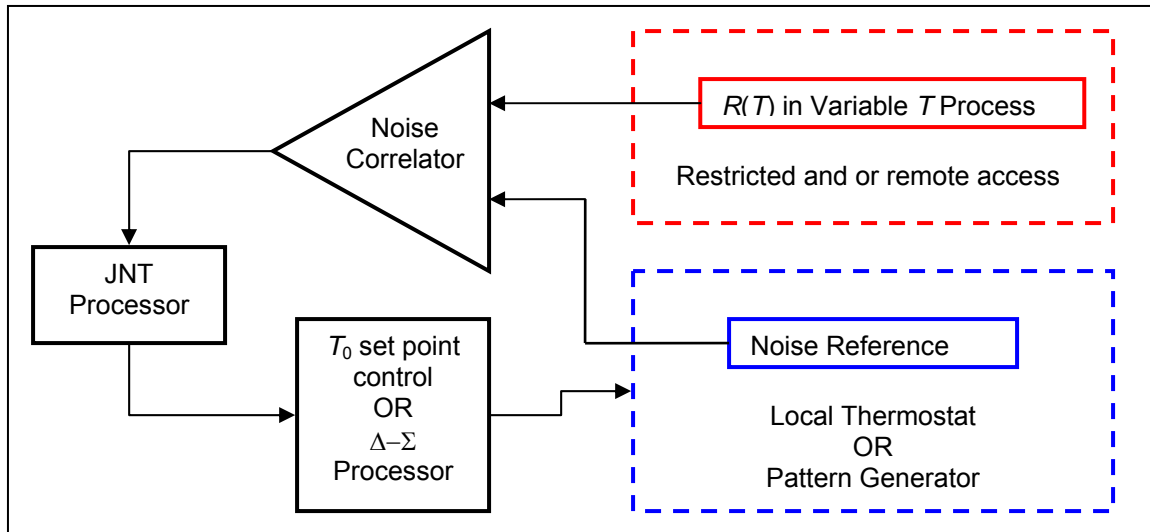 Noise
Correlator
R(T) in Variable T Process
Restricted and or remote access
JNT
Processor
T₀ set point
control
OR
Δ–Σ
Processor
Noise Reference
Local Thermostat
OR
Pattern Generator